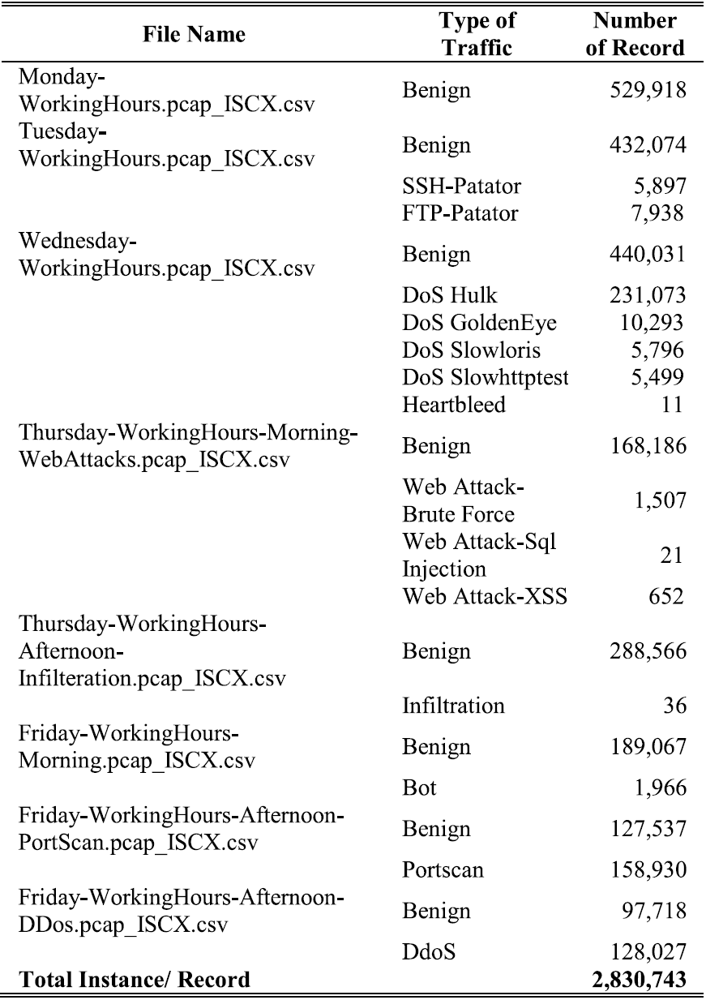 File Name
Type of
Traffic
Number
of Record
Monday-
WorkingHours.pcap_ISCX.csv
Benign
529,918
Tuesday-
WorkingHours.pcap_ISCX.csv
Benign
432,074
SSH-Patator
5,897
FTP-Patator
7,938
Wednesday-
WorkingHours.pcap_ISCX.csv
Benign
440,031
DoS Hulk
231,073
DoS GoldenEye
10,293
DoS Slowloris
5,796
DoS Slowhttptest
5,499
Heartbleed
11
Thursday-WorkingHours-Morning-
WebAttacks.pcap_ISCX.csv
Benign
168,186
Web Attack-
Brute Force
1,507
Web Attack-Sql
Injection
21
Web Attack-XSS
652
Thursday-WorkingHours-
Afternoon-
Infilteration.pcap_ISCX.csv
Benign
288,566
Infiltration
36
Friday-WorkingHours-
Morning.pcap_ISCX.csv
Benign
189,067
Bot
1,966
Friday-WorkingHours-Afternoon-
PortScan.pcap_ISCX.csv
Benign
127,537
Portscan
158,930
Friday-WorkingHours-Afternoon-
DDos.pcap_ISCX.csv
Benign
97,718
DdoS
128,027
Total Instance/ Record
2,830,743